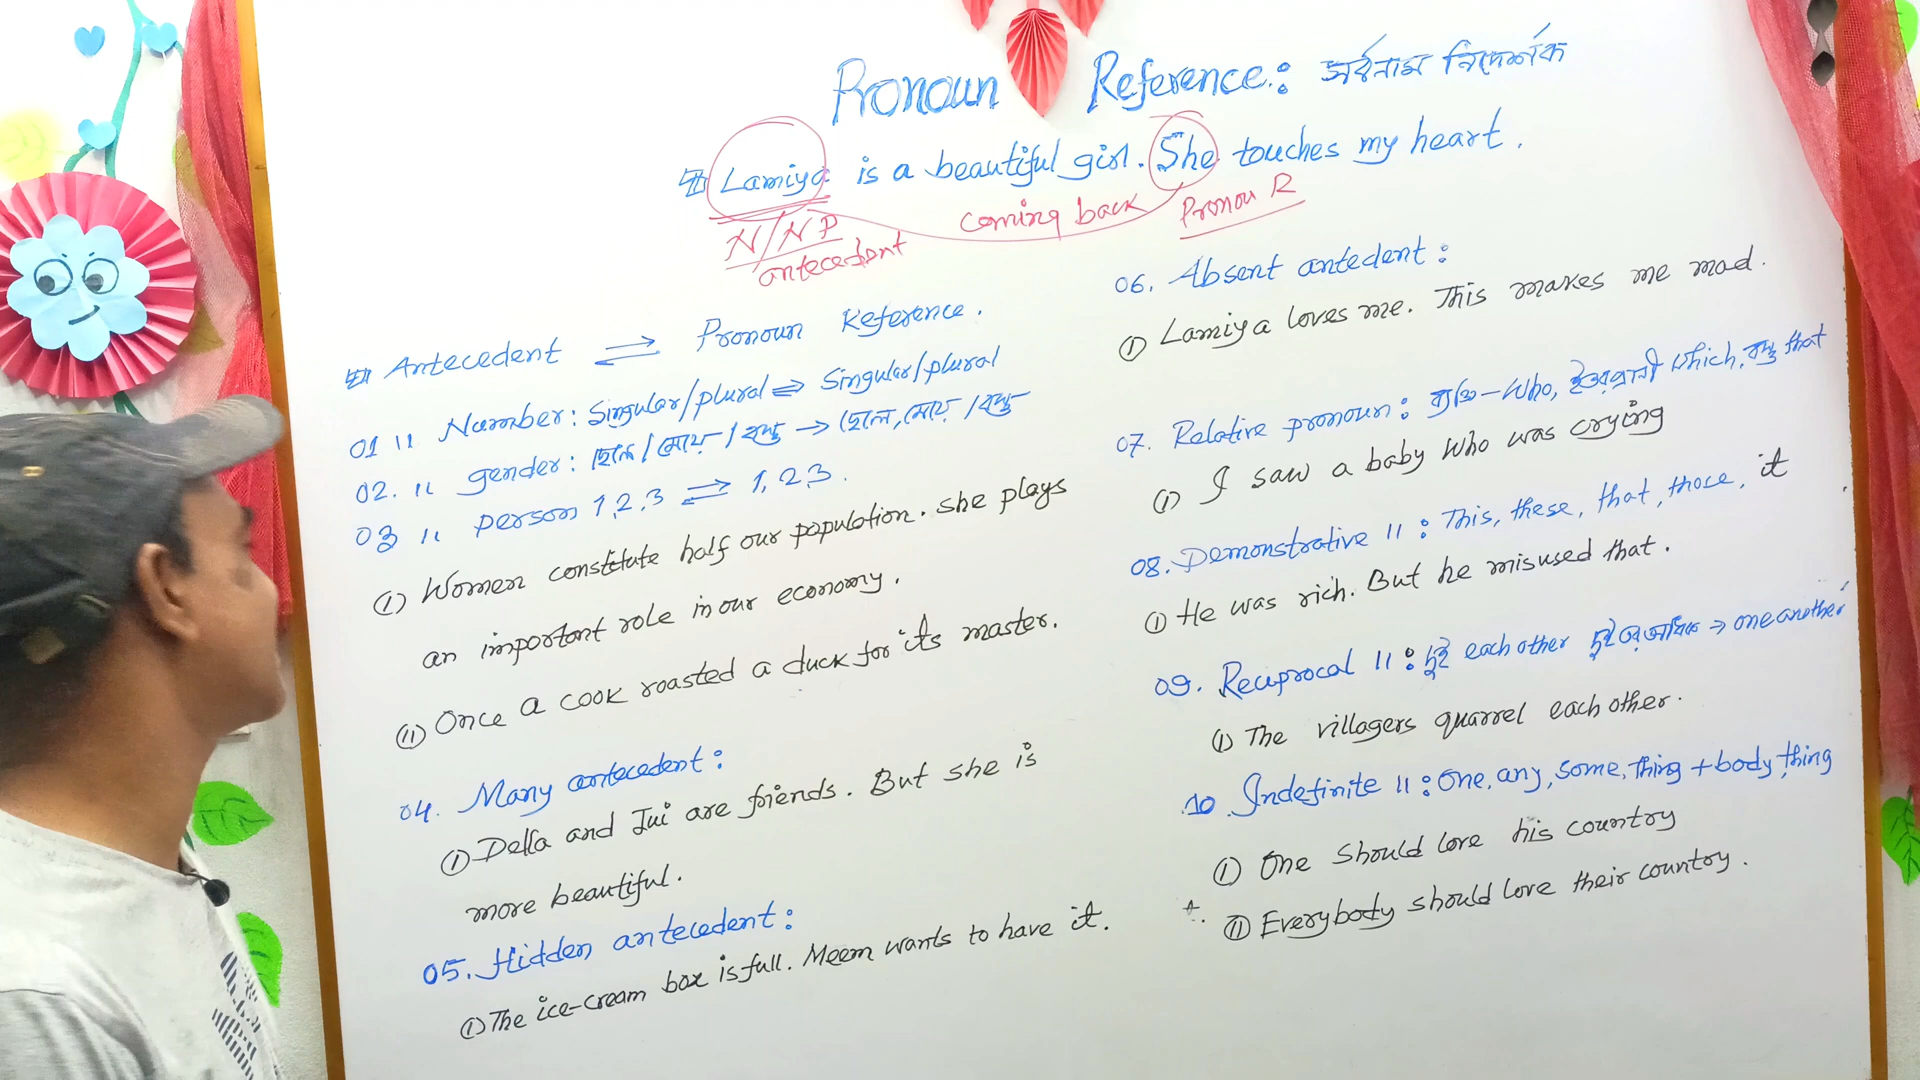 Pronoun Reference: সর্বনাম নির্দেশক
Lamiya is a beautiful girl. She touches my heart.
N/NP coming back Pronou R
antecedent
Antecedent ⇌ Pronoun Reference.
01 " Number: Singular/plural ⇔ Singular/plural
02. " gender: ছেলে/মেয়ে/বস্তু → ছেলে,মেয়ে/বস্তু
03 " person 1,2,3 ⇌ 1,2,3.
(i) Women constitute half our population. she plays
an important role in our economy.
(ii) Once a cook roasted a duck for its master.
04. Many antecedent:
(i) Della and Jui are friends. But she is
more beautiful.
05. Hidden antecedent:
(i) The ice-cream box is full. Meem wants to have it.
06. Absent antedent:
(i) Lamiya loves me. This makes me mad.
07. Relative pronoun: ব্যক্তি-who, ইতরপ্রাণী which, বস্তু that
(i) I saw a baby who was crying
08. Demonstrative ": This, these, that, those, it
(i) He was rich. But he misused that.
09. Reciprocal ": দুই each other দুই এর অধিক → one another
(i) The villagers quarrel each other.
10. Indefinite ": One, any, some, thing + body, thing
(i) One should love his country
(ii) Everybody should love their country.